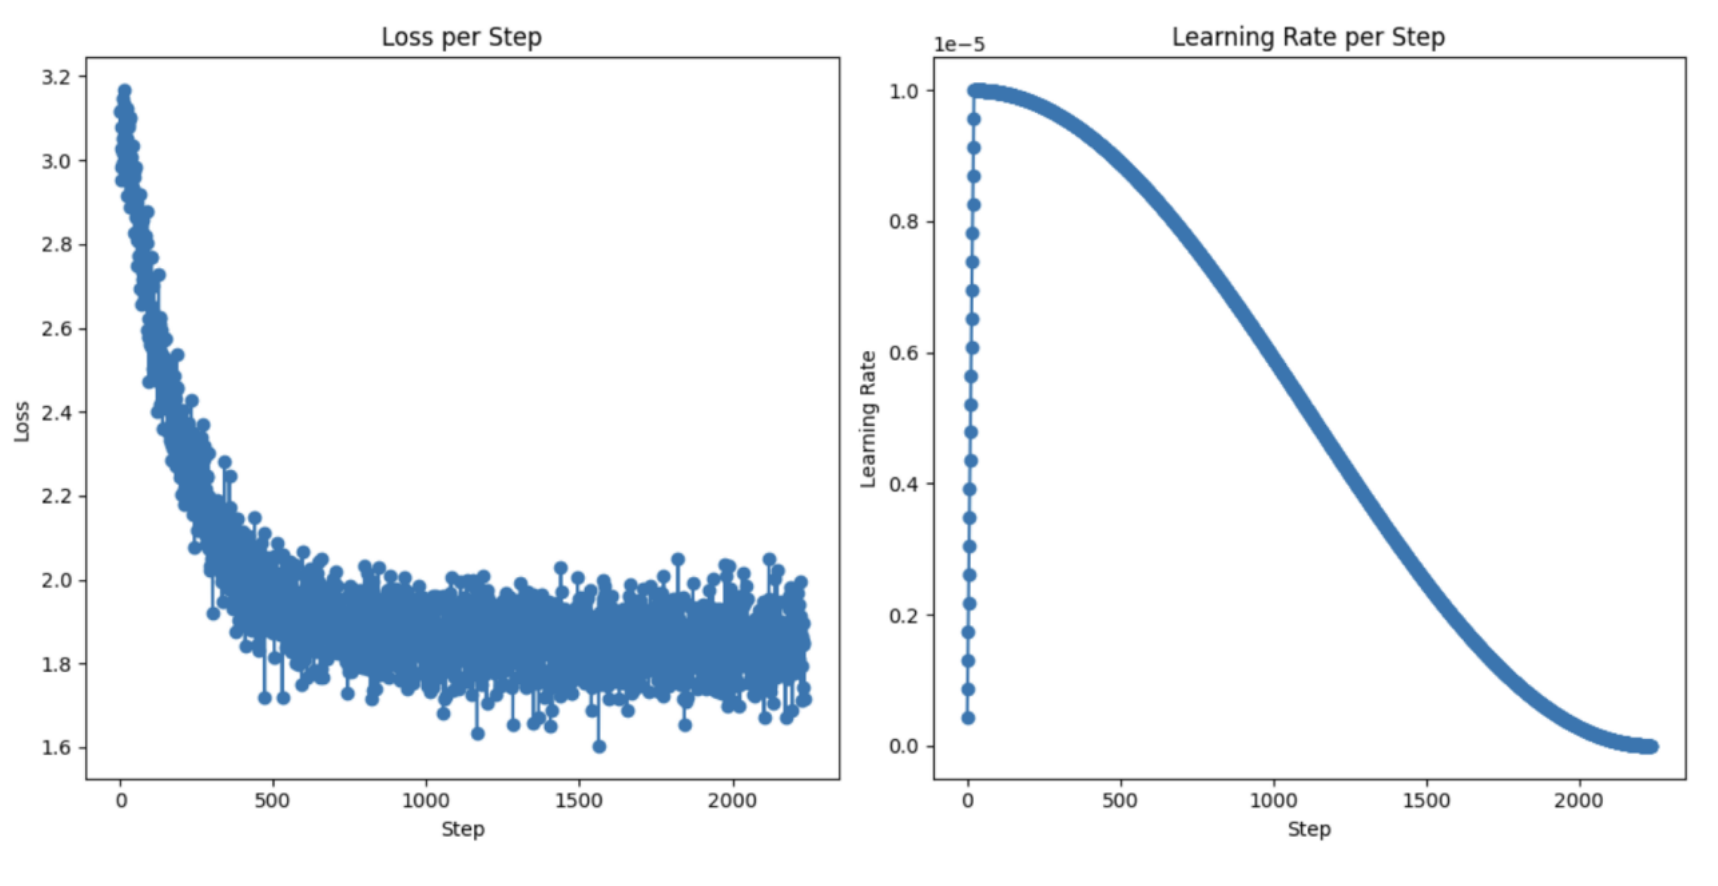 Loss per Step
3.2
3.0
2.8
2.6
2.4
2.2
2.0
1.8
1.6
Loss
0 500 1000 1500 2000
Step
Learning Rate per Step
1e−5
1.0
0.8
0.6
0.4
0.2
0.0
Learning Rate
0 500 1000 1500 2000
Step